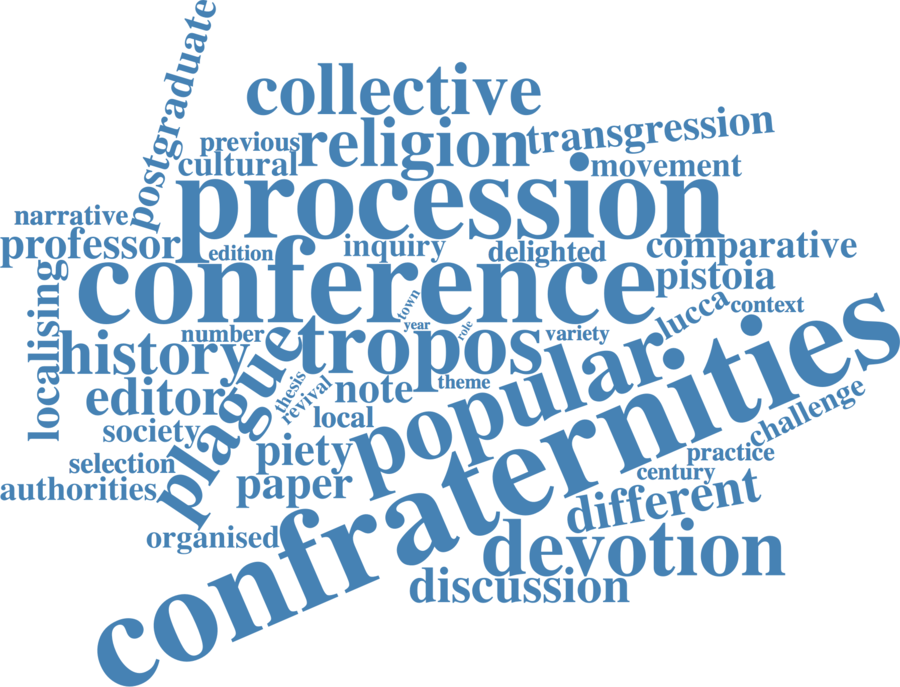 postgraduate
collective
transgression
previous
religion
cultural
movement
procession
narrative
professor
edition
inquiry
delighted
comparative
conference
pistoia
localising
lucca
context
town
year
role
number
variety
history
tropos
plague
thesis
revival
note
theme
editor
local
popular
confraternities
society
challenge
piety
practice
selection
century
authorities
paper
different
organised
devotion
discussion